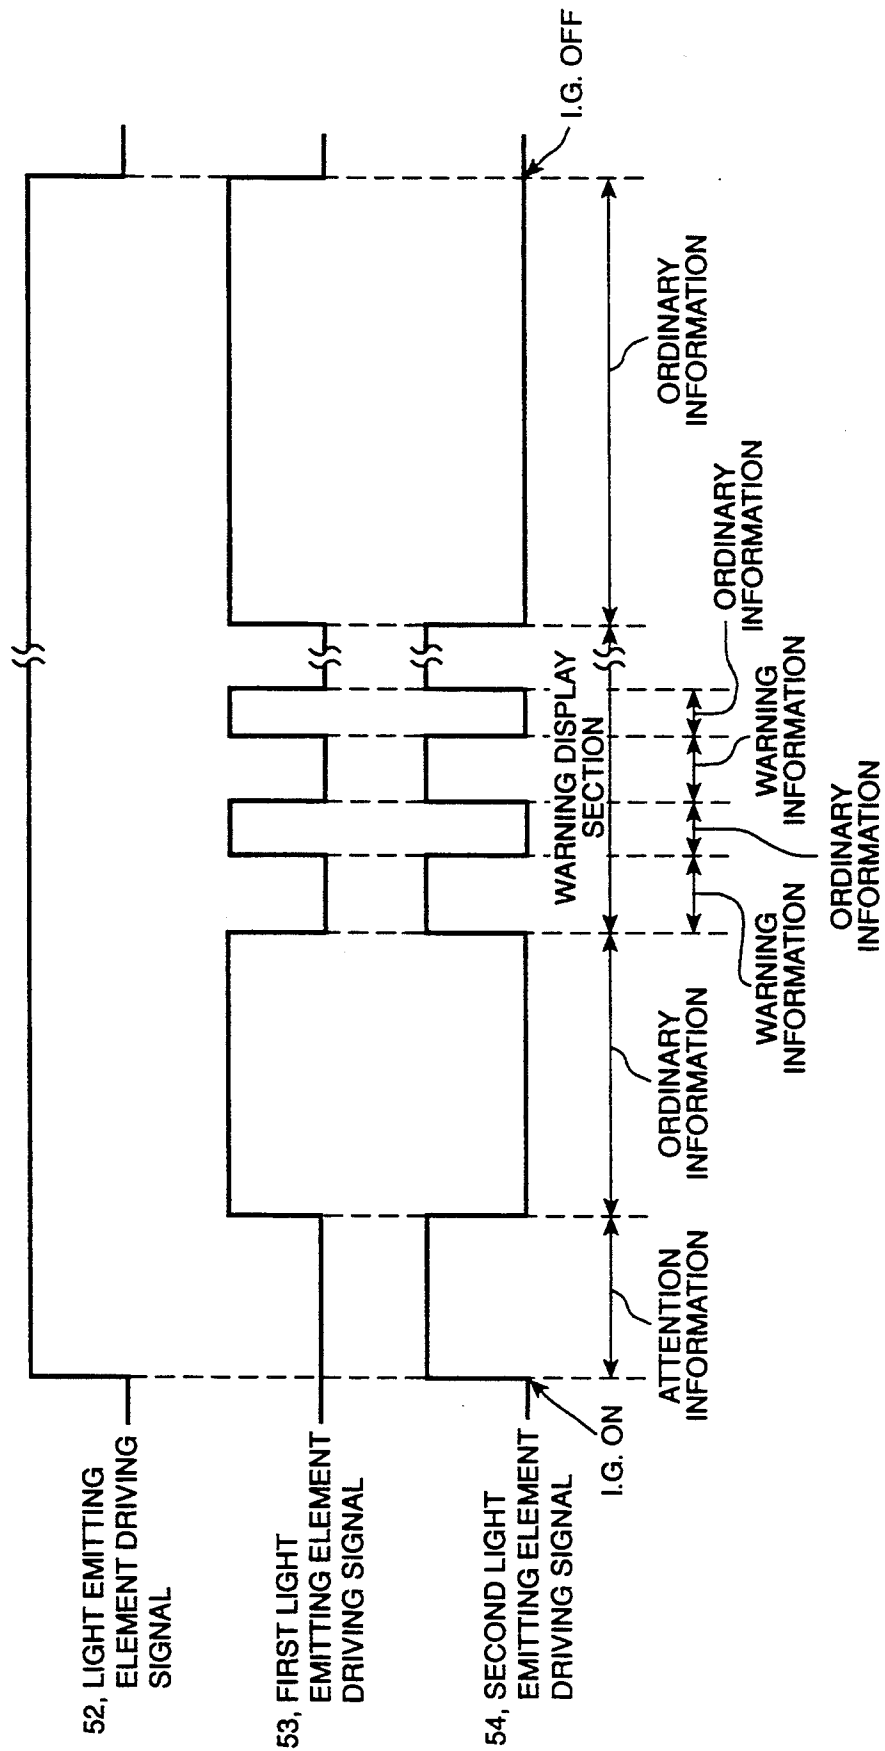 52, LIGHT EMITTING
ELEMENT DRIVING
SIGNAL
53, FIRST LIGHT
EMITTING ELEMENT
DRIVING SIGNAL
54, SECOND LIGHT
EMITTING ELEMENT
DRIVING SIGNAL
I.G. ON
I.G. OFF
WARNING DISPLAY
SECTION
ATTENTION
INFORMATION
ORDINARY
INFORMATION
ORDINARY
INFORMATION
WARNING
INFORMATION
ORDINARY
INFORMATION
WARNING
INFORMATION
ORDINARY
INFORMATION